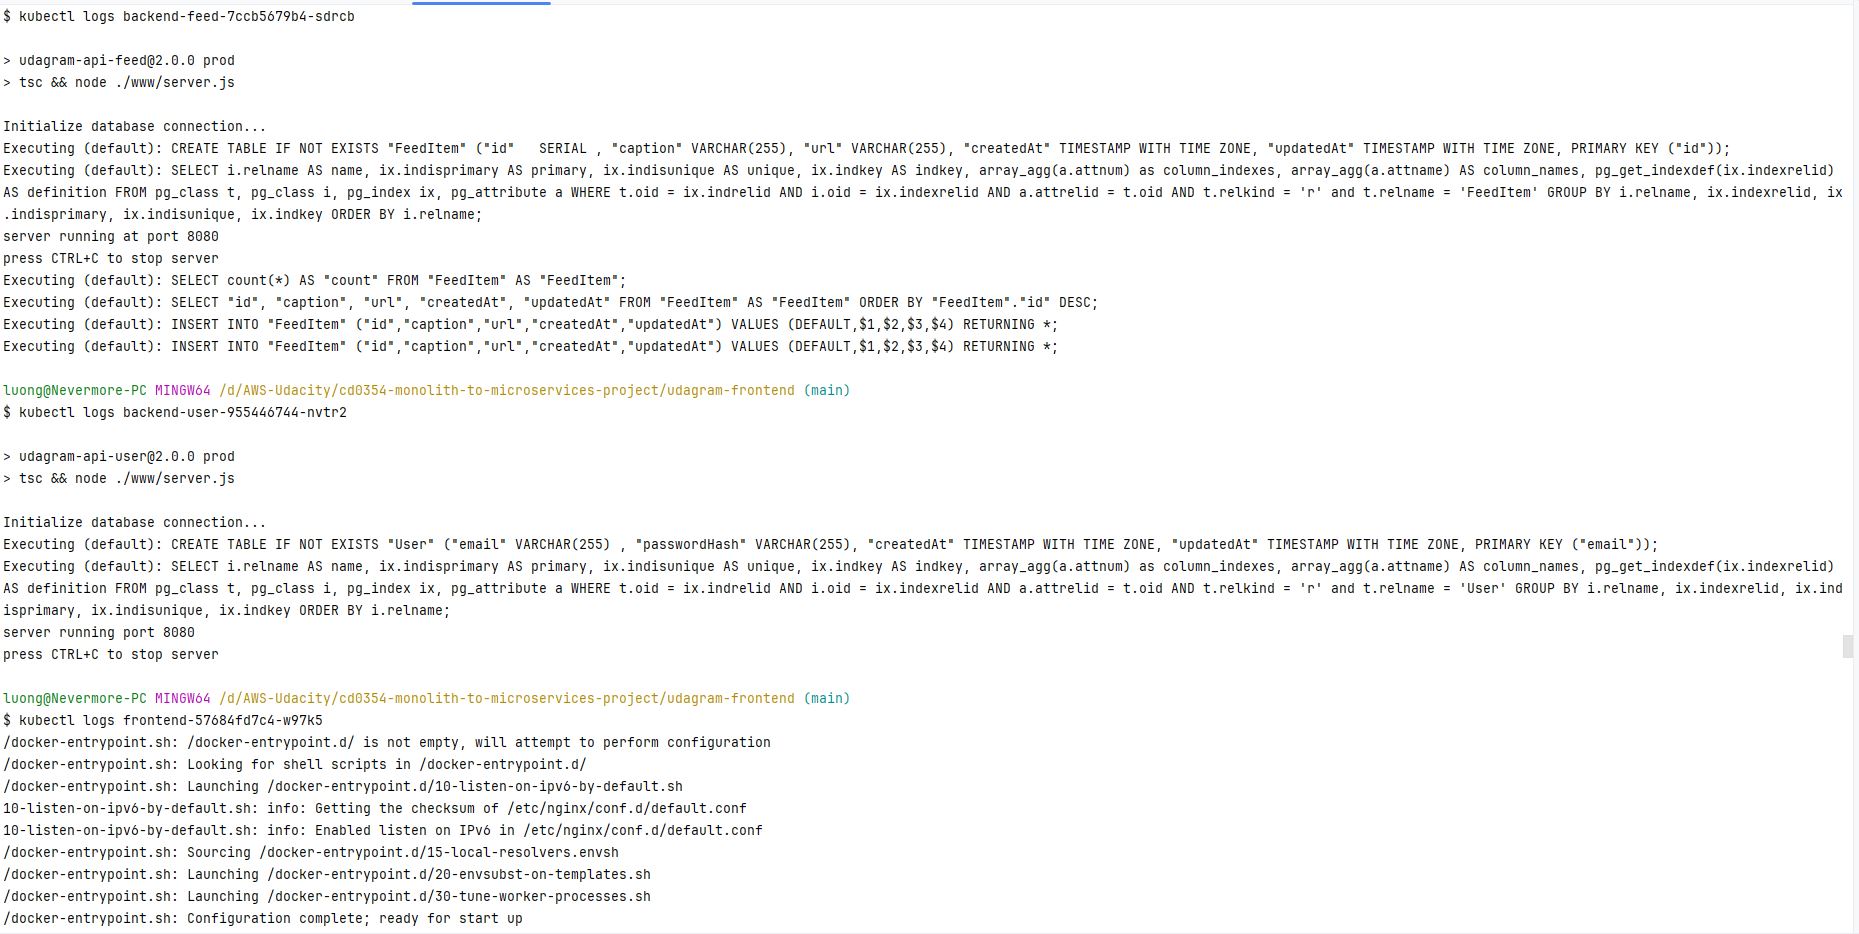 $ kubectl logs backend-feed-7ccb5679b4-sdrcb
> udagram-api-feed@2.0.0 prod
> tsc && node ./www/server.js
Initialize database connection...
Executing (default): CREATE TABLE IF NOT EXISTS "FeedItem" ("id"   SERIAL , "caption" VARCHAR(255), "url" VARCHAR(255), "createdAt" TIMESTAMP WITH TIME ZONE, "updatedAt" TIMESTAMP WITH TIME ZONE, PRIMARY KEY ("id"));
Executing (default): SELECT i.relname AS name, ix.indisprimary AS primary, ix.indisunique AS unique, ix.indkey AS indkey, array_agg(a.attnum) as column_indexes, array_agg(a.attname) AS column_names, pg_get_indexdef(ix.indexrelid)
AS definition FROM pg_class t, pg_class i, pg_index ix, pg_attribute a WHERE t.oid = ix.indrelid AND i.oid = ix.indexrelid AND a.attrelid = t.oid AND t.relkind = 'r' and t.relname = 'FeedItem' GROUP BY i.relname, ix.indexrelid, ix
.indisprimary, ix.indisunique, ix.indkey ORDER BY i.relname;
server running at port 8080
press CTRL+C to stop server
Executing (default): SELECT count(*) AS "count" FROM "FeedItem" AS "FeedItem";
Executing (default): SELECT "id", "caption", "url", "createdAt", "updatedAt" FROM "FeedItem" AS "FeedItem" ORDER BY "FeedItem"."id" DESC;
Executing (default): INSERT INTO "FeedItem" ("id","caption","url","createdAt","updatedAt") VALUES (DEFAULT,$1,$2,$3,$4) RETURNING *;
Executing (default): INSERT INTO "FeedItem" ("id","caption","url","createdAt","updatedAt") VALUES (DEFAULT,$1,$2,$3,$4) RETURNING *;
luong@Nevermore-PC MINGW64 /d/AWS-Udacity/cd0354-monolith-to-microservices-project/udagram-frontend (main)
$ kubectl logs backend-user-955446744-nvtr2
> udagram-api-user@2.0.0 prod
> tsc && node ./www/server.js
Initialize database connection...
Executing (default): CREATE TABLE IF NOT EXISTS "User" ("email" VARCHAR(255) , "passwordHash" VARCHAR(255), "createdAt" TIMESTAMP WITH TIME ZONE, "updatedAt" TIMESTAMP WITH TIME ZONE, PRIMARY KEY ("email"));
Executing (default): SELECT i.relname AS name, ix.indisprimary AS primary, ix.indisunique AS unique, ix.indkey AS indkey, array_agg(a.attnum) as column_indexes, array_agg(a.attname) AS column_names, pg_get_indexdef(ix.indexrelid)
AS definition FROM pg_class t, pg_class i, pg_index ix, pg_attribute a WHERE t.oid = ix.indrelid AND i.oid = ix.indexrelid AND a.attrelid = t.oid AND t.relkind = 'r' and t.relname = 'User' GROUP BY i.relname, ix.indexrelid, ix.ind
isprimary, ix.indisunique, ix.indkey ORDER BY i.relname;
server running port 8080
press CTRL+C to stop server
luong@Nevermore-PC MINGW64 /d/AWS-Udacity/cd0354-monolith-to-microservices-project/udagram-frontend (main)
$ kubectl logs frontend-57684fd7c4-w97k5
/docker-entrypoint.sh: /docker-entrypoint.d/ is not empty, will attempt to perform configuration
/docker-entrypoint.sh: Looking for shell scripts in /docker-entrypoint.d/
/docker-entrypoint.sh: Launching /docker-entrypoint.d/10-listen-on-ipv6-by-default.sh
10-listen-on-ipv6-by-default.sh: info: Getting the checksum of /etc/nginx/conf.d/default.conf
10-listen-on-ipv6-by-default.sh: info: Enabled listen on IPv6 in /etc/nginx/conf.d/default.conf
/docker-entrypoint.sh: Sourcing /docker-entrypoint.d/15-local-resolvers.envsh
/docker-entrypoint.sh: Launching /docker-entrypoint.d/20-envsubst-on-templates.sh
/docker-entrypoint.sh: Launching /docker-entrypoint.d/30-tune-worker-processes.sh
/docker-entrypoint.sh: Configuration complete; ready for start up